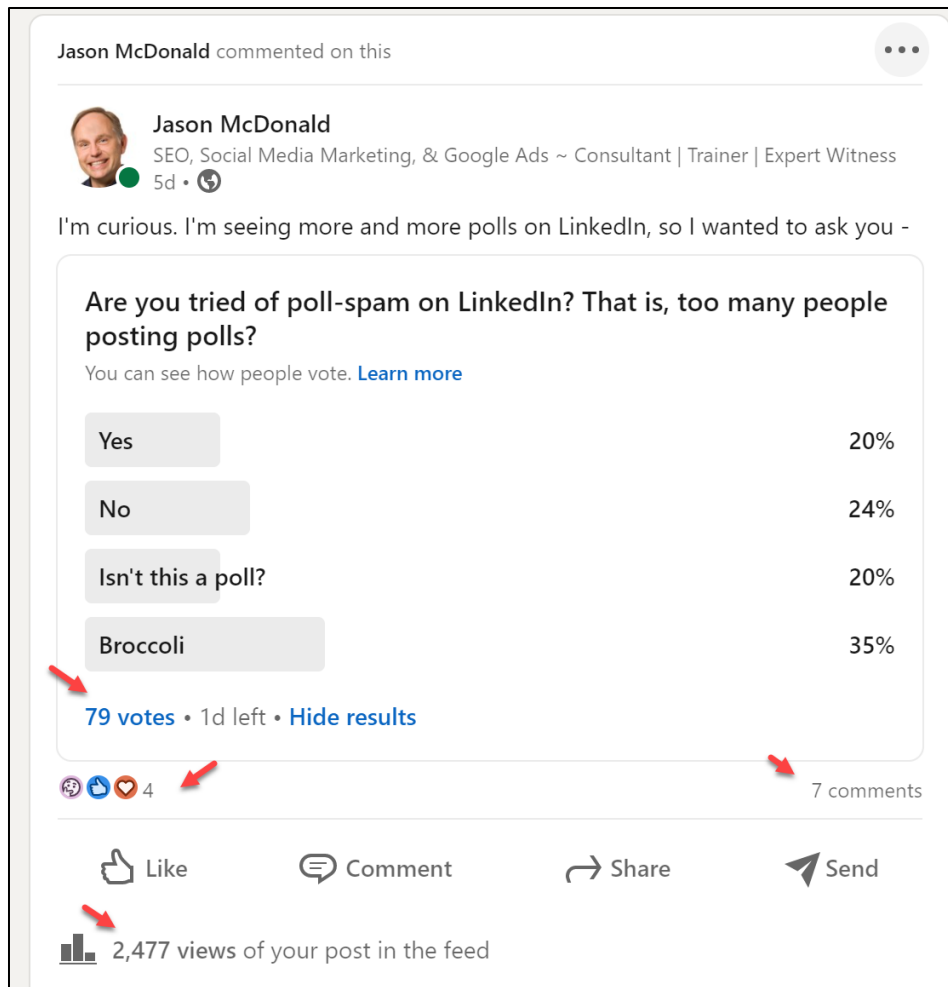 Jason McDonald commented on this
Jason McDonald
SEO, Social Media Marketing, & Google Ads ~ Consultant | Trainer | Expert Witness
5d •
I'm curious. I'm seeing more and more polls on LinkedIn, so I wanted to ask you -
Are you tried of poll-spam on LinkedIn? That is, too many people
posting polls?
You can see how people vote. Learn more
Yes 20%
No 24%
Isn't this a poll? 20%
Broccoli 35%
79 votes • 1d left • Hide results
4 7 comments
Like Comment Share Send
2,477 views of your post in the feed